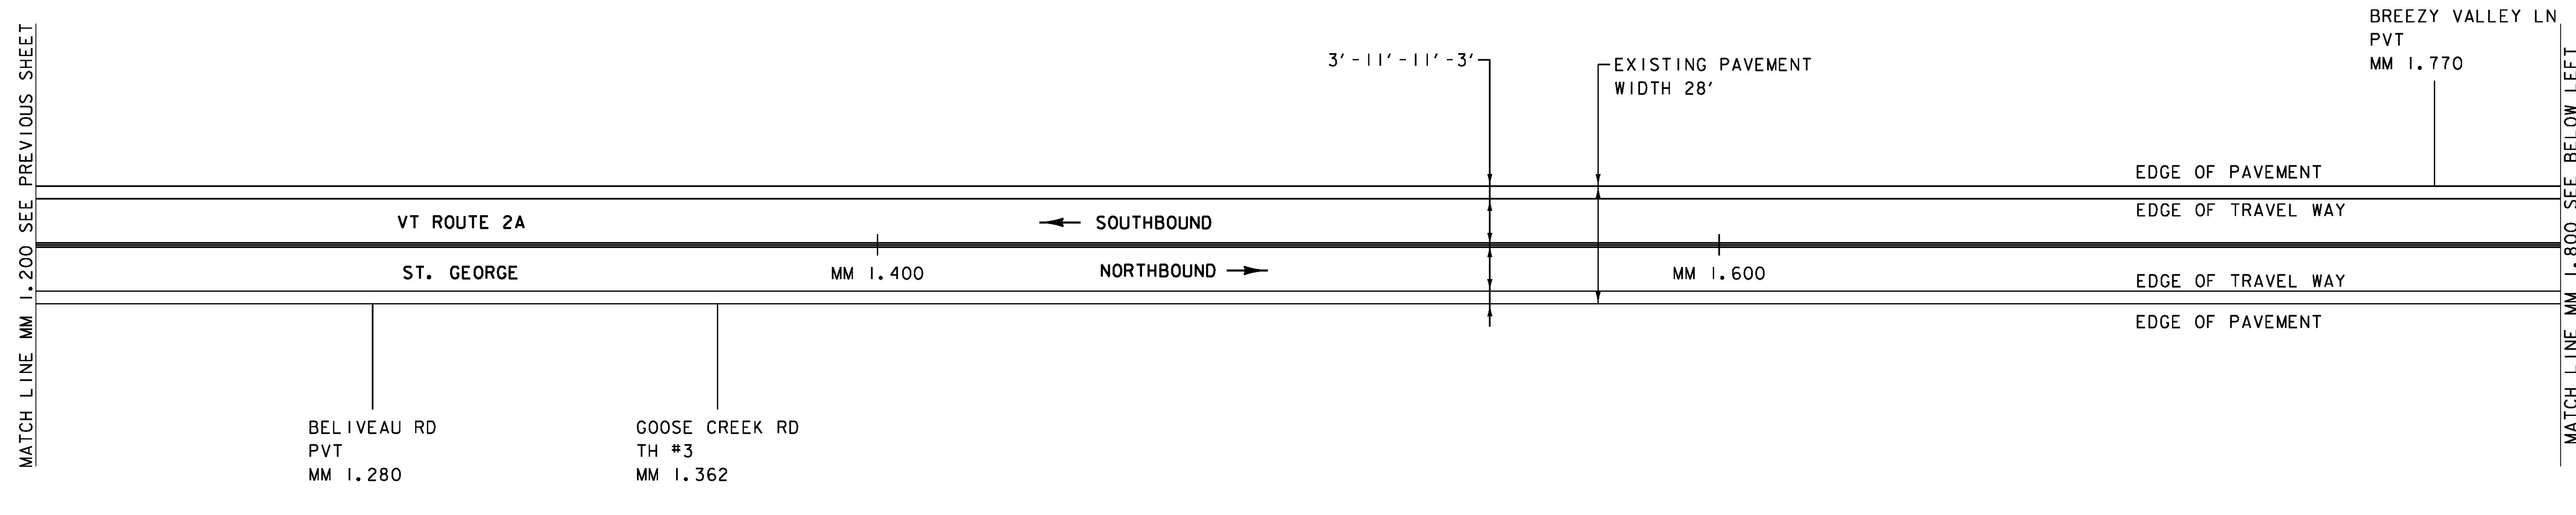 MATCH LINE MM 1.200 SEE PREVIOUS SHEET
BREEZY VALLEY LN
PVT
MM 1.770
3'-11'-11'-3'
EXISTING PAVEMENT
WIDTH 28'
EDGE OF PAVEMENT
EDGE OF TRAVEL WAY
VT ROUTE 2A
SOUTHBOUND
ST. GEORGE
MM 1.400
NORTHBOUND
MM 1.600
EDGE OF TRAVEL WAY
EDGE OF PAVEMENT
BELIVEAU RD
PVT
MM 1.280
GOOSE CREEK RD
TH #3
MM 1.362
MATCH LINE MM 1.800 SEE BELOW LEFT